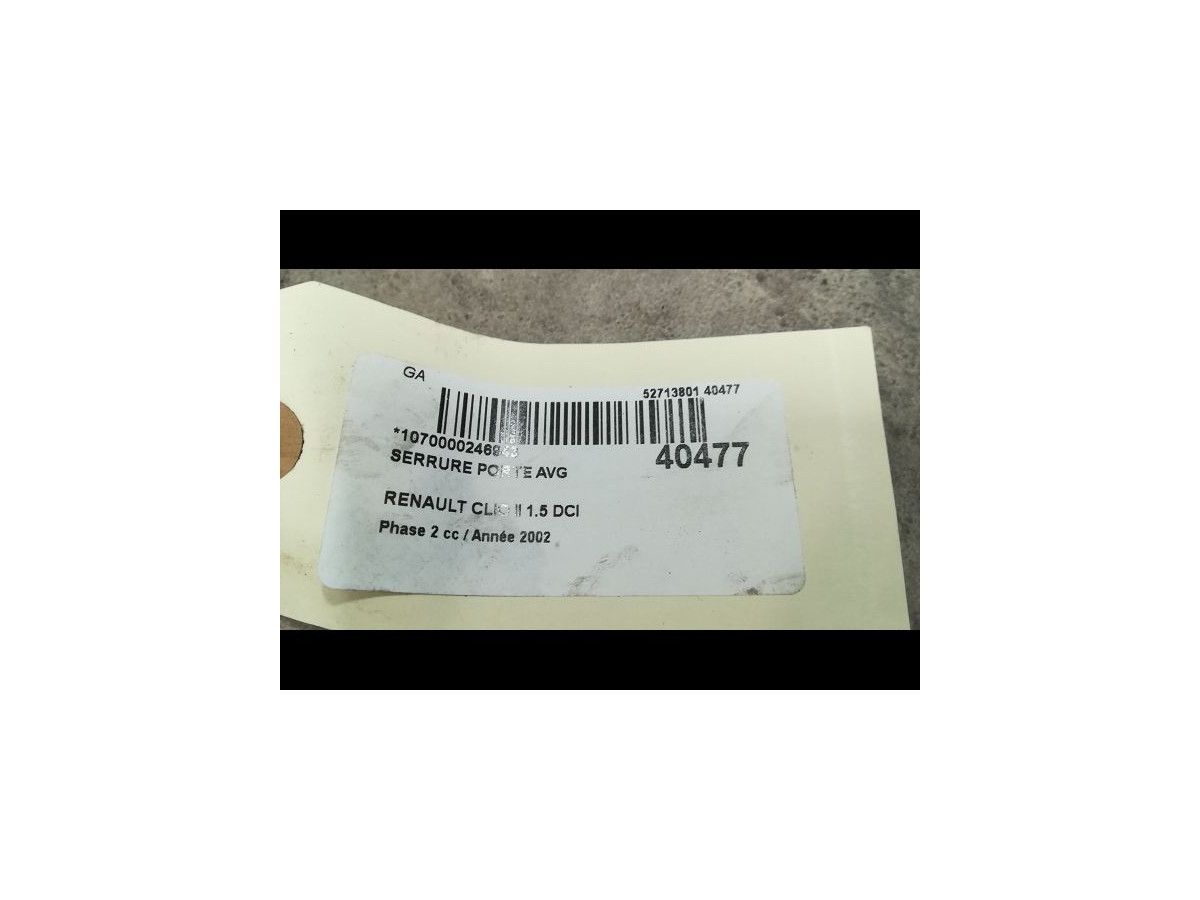 GA
52713801 40477
40477
SERRURE PORTE AVG
RENAULT CLIO II 1.5 DCI
Phase 2 cc / Année 2002